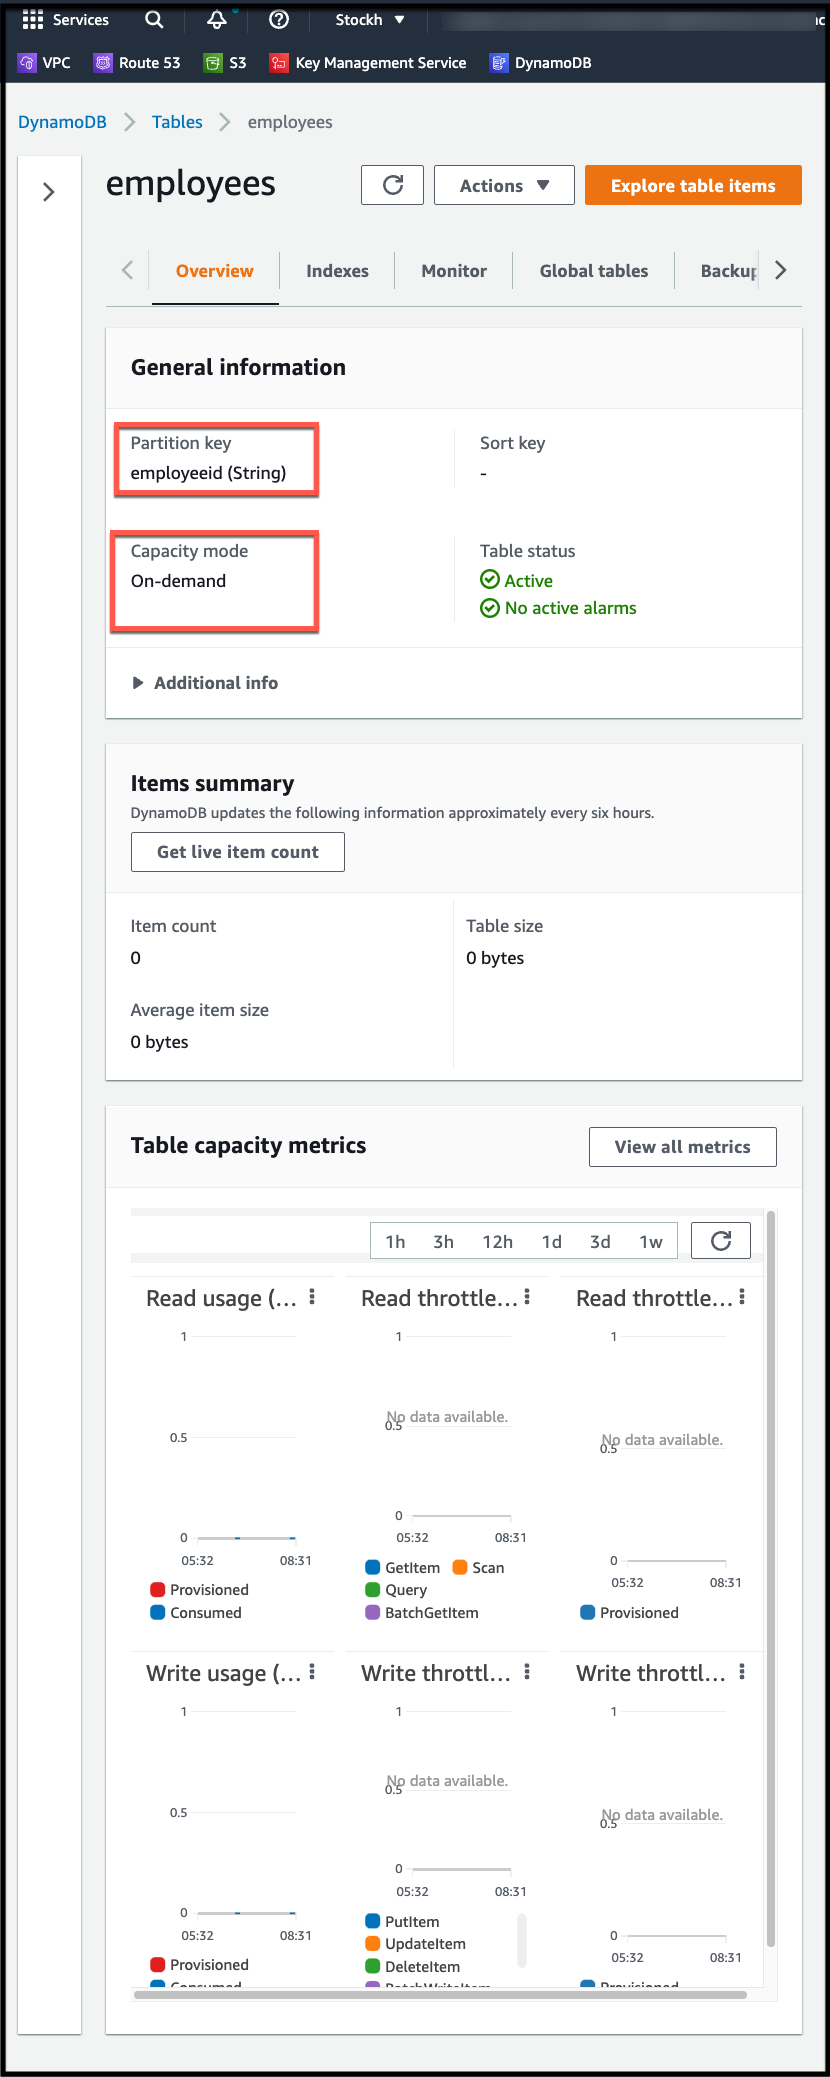 Services Stockh
VPC Route 53 S3 Key Management Service DynamoDB
DynamoDB Tables employees
employees Actions Explore table items
Overview Indexes Monitor Global tables
General information
Partition key Sort key
employeeid (String) -
Capacity mode Table status
On-demand Active
No active alarms
Additional info
Items summary
DynamoDB updates the following information approximately every six hours.
Get live item count
Item count Table size
0 0 bytes
Average item size
0 bytes
Table capacity metrics View all metrics
1h 3h 12h 1d 3d 1w
Read usage (... Read throttle... Read throttle...
1 1 1
No data available.
0.5
0.5
No data available.
0.5
0
05:32 08:31
0
05:32 08:31
0
05:32 08:31
Provisioned
Consumed
GetItem Scan
Query
BatchGetItem
Provisioned
Write usage (... Write throttl... Write throttl...
1 1 1
No data available.
0.5
0.5
No data available.
0.5
0
05:32 08:31
0
05:32 08:31
0
05:32 08:31
Provisioned
Consumed
PutItem
UpdateItem
DeleteItem
BatchWriteItem
Provisioned